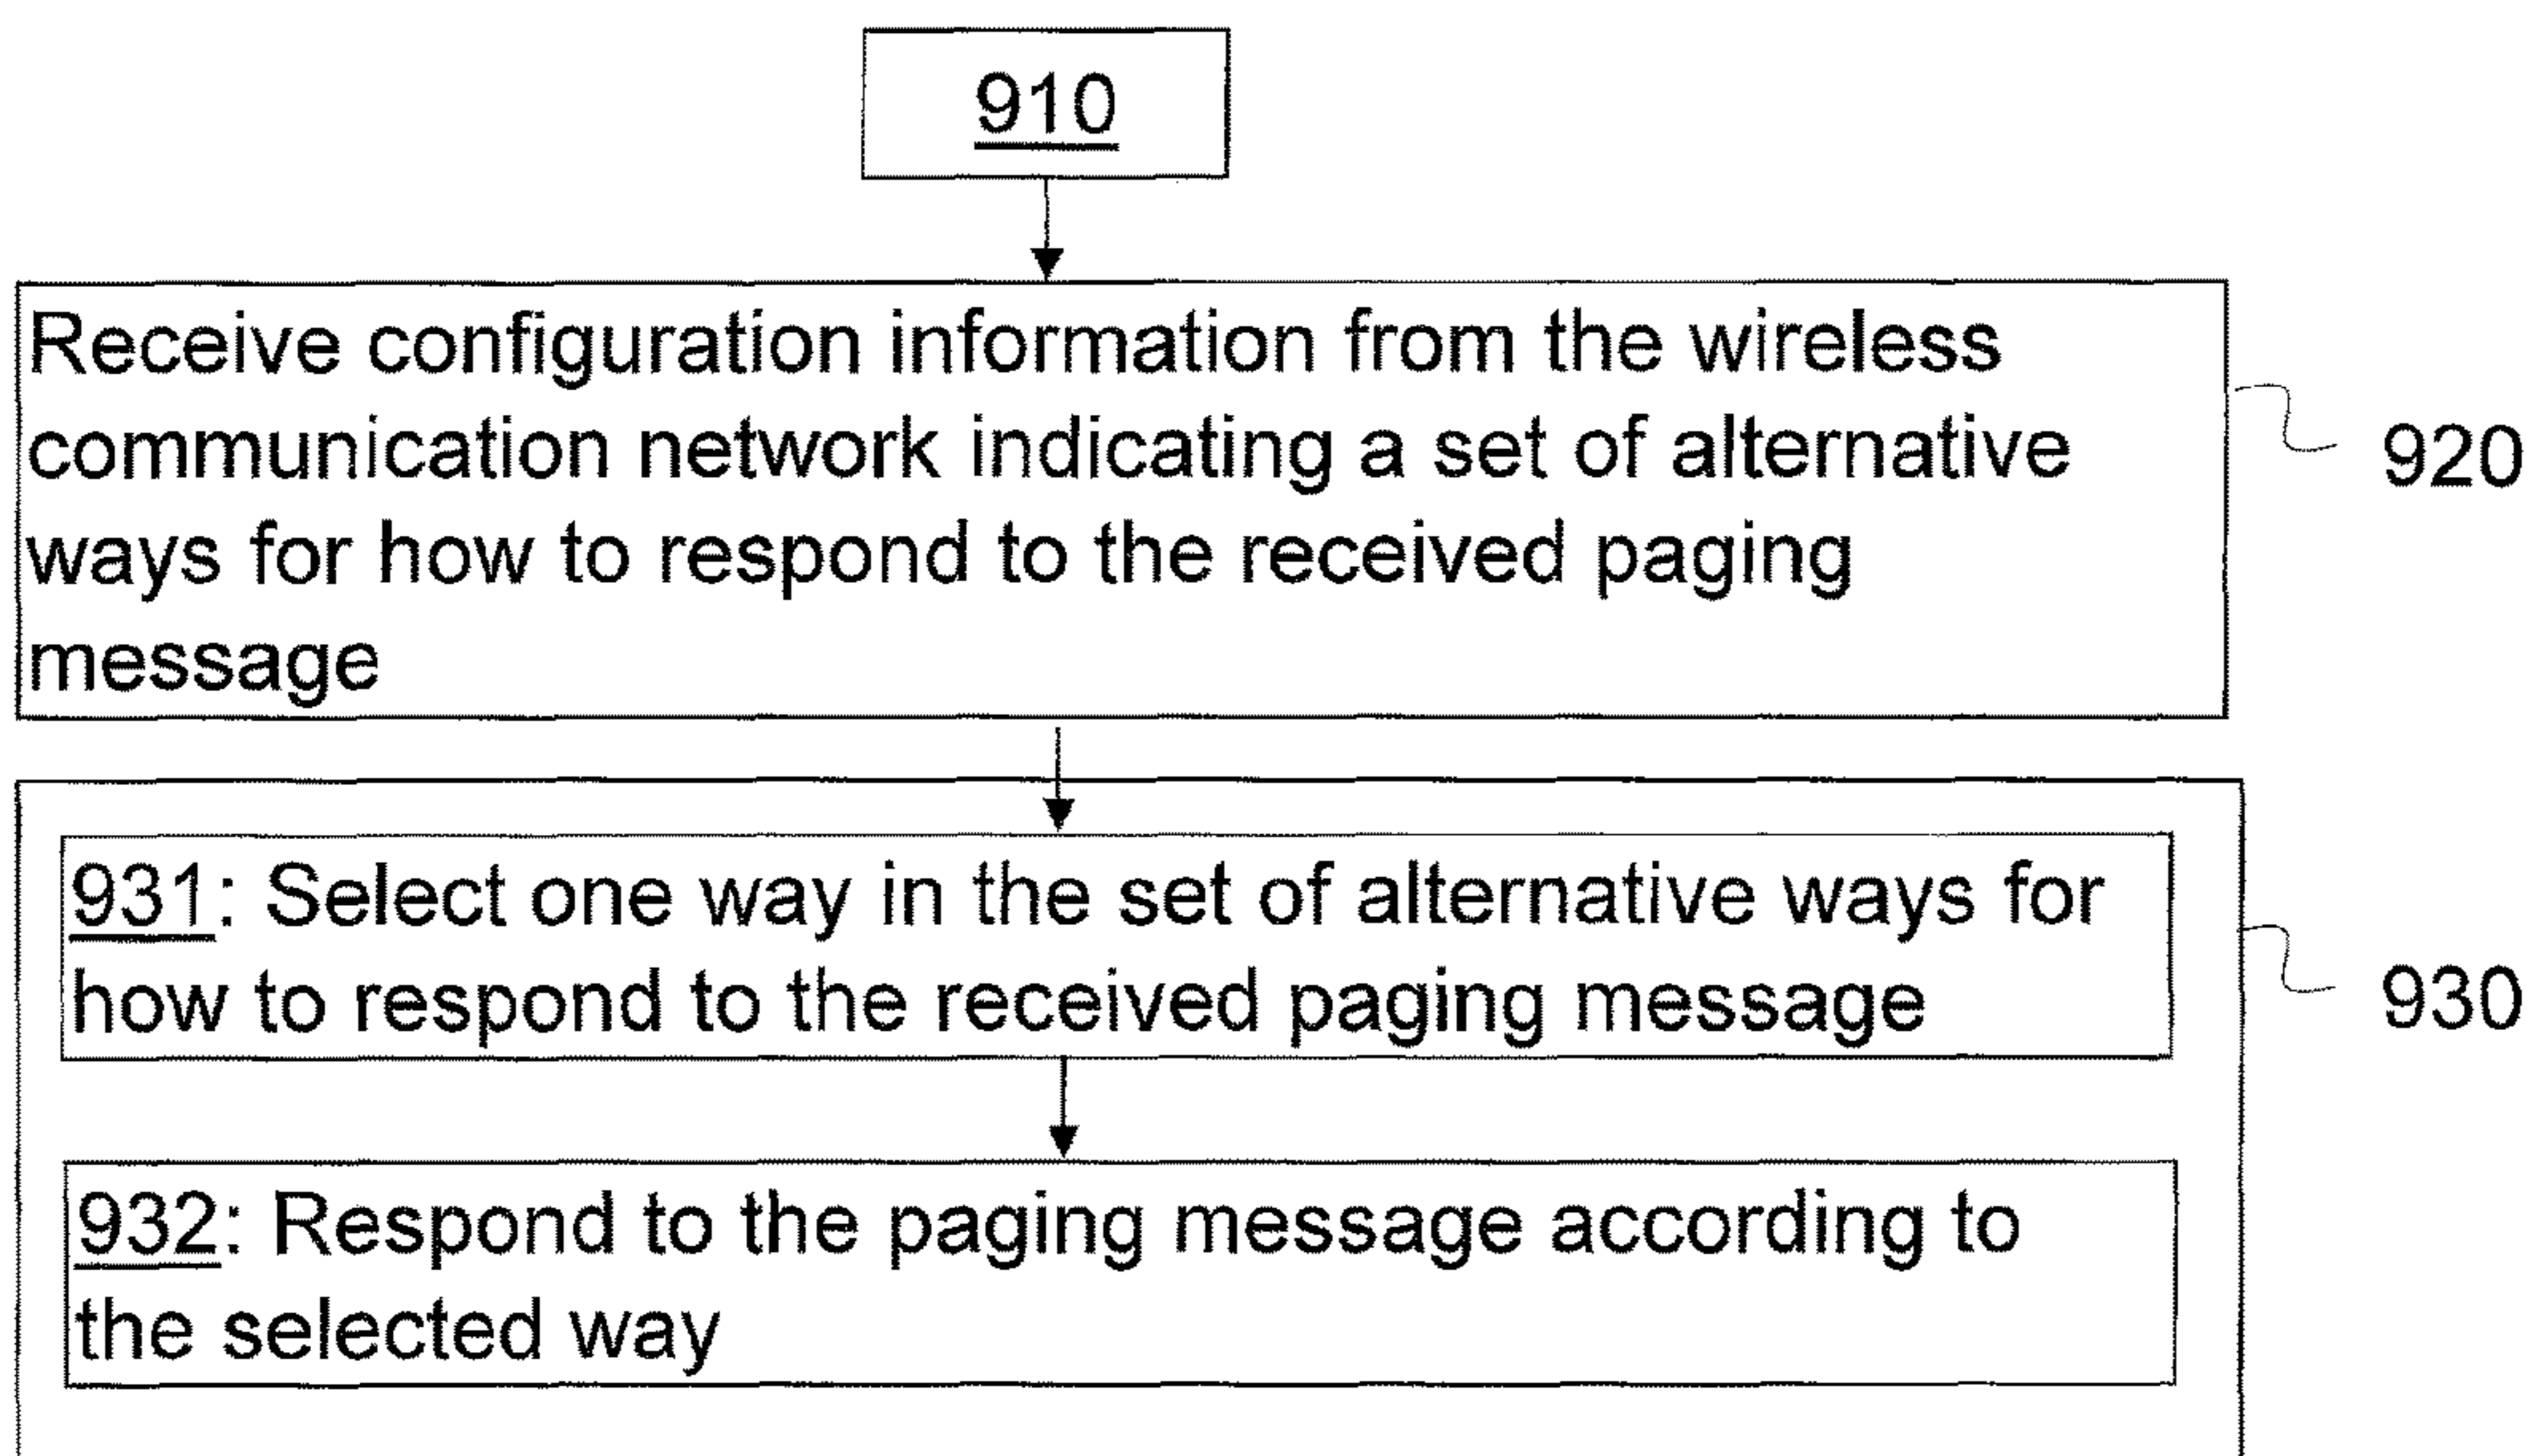 910
Receive configuration information from the wireless
communication network indicating a set of alternative
ways for how to respond to the received paging
message
920
931: Select one way in the set of alternative ways for
how to respond to the received paging message
930
932: Respond to the paging message according to
the selected way